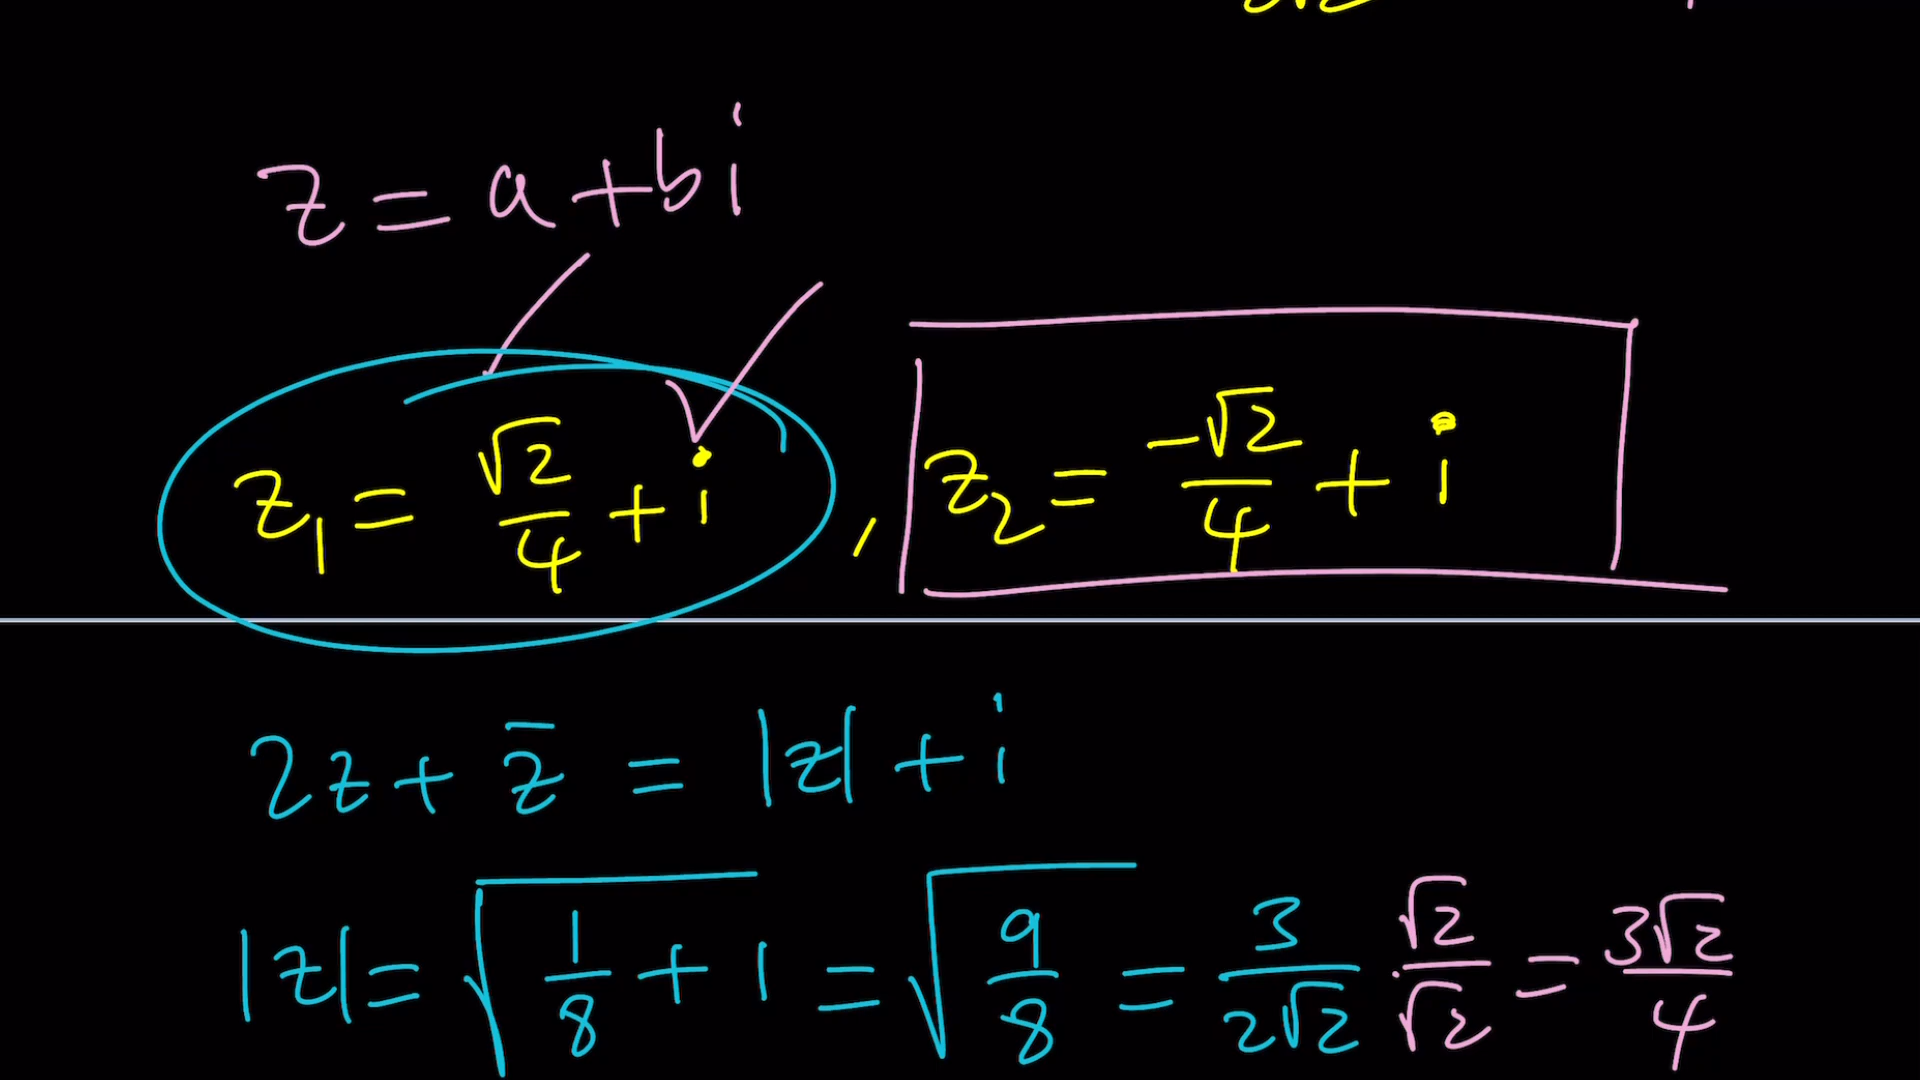 z = a + bi
z₁ = √2/4 + i , z₂ = -√2/4 + i
2z + z̅ = |z| + i
|z| = √(1/8 + 1) = √(9/8) = 3/(2√2) · √2/√2 = 3√2/4